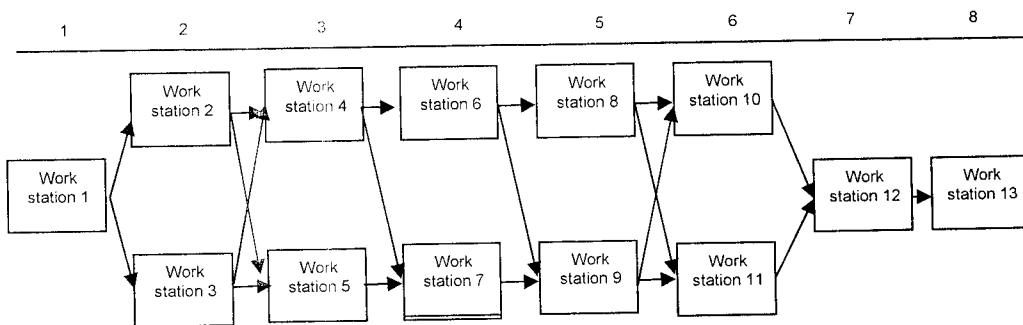 1 2 3 4 5 6 7 8
Work
station 2
Work
station 4
Work
station 6
Work
station 8
Work
station 10
Work
station 1
Work
station 12
Work
station 13
Work
station 3
Work
station 5
Work
station 7
Work
station 9
Work
station 11